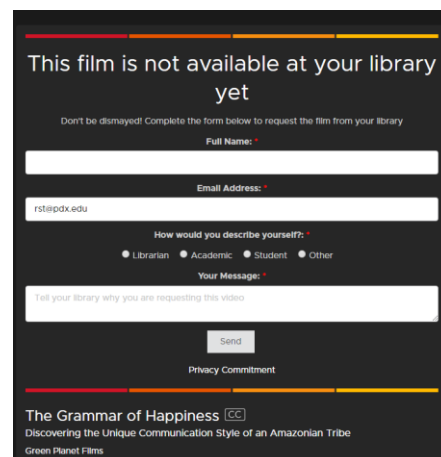 This film is not available at your library
yet
Don't be dismayed! Complete the form below to request the film from your library
Full Name: *
Email Address: *
rst@pdx.edu
How would you describe yourself?: *
Librarian Academic Student Other
Your Message: *
Tell your library why you are requesting this video
Send
Privacy Commitment
The Grammar of Happiness CC
Discovering the Unique Communication Style of an Amazonian Tribe
Green Planet Films